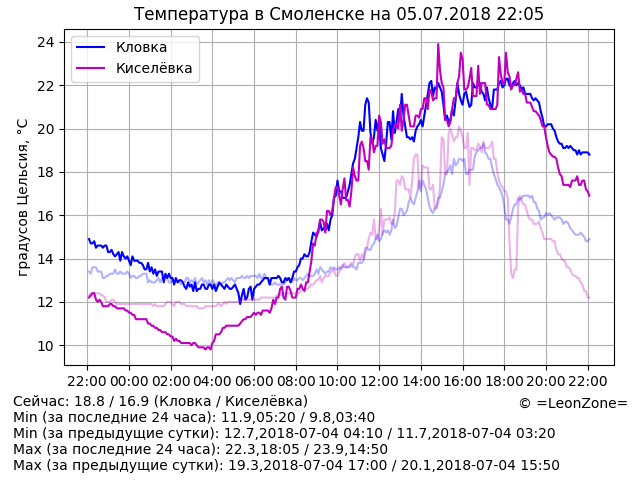 Температура в Смоленске на 05.07.2018 22:05
Кловка
Киселёвка
градусов Цельсия, °C
24
22
20
18
16
14
12
10
22:00 00:00 02:00 04:00 06:00 08:00 10:00 12:00 14:00 16:00 18:00 20:00 22:00
Сейчас: 18.8 / 16.9 (Кловка / Киселёвка)
© =LeonZone=
Min (за последние 24 часа): 11.9,05:20 / 9.8,03:40
Min (за предыдущие сутки): 12.7,2018-07-04 04:10 / 11.7,2018-07-04 03:20
Max (за последние 24 часа): 22.3,18:05 / 23.9,14:50
Max (за предыдущие сутки): 19.3,2018-07-04 17:00 / 20.1,2018-07-04 15:50